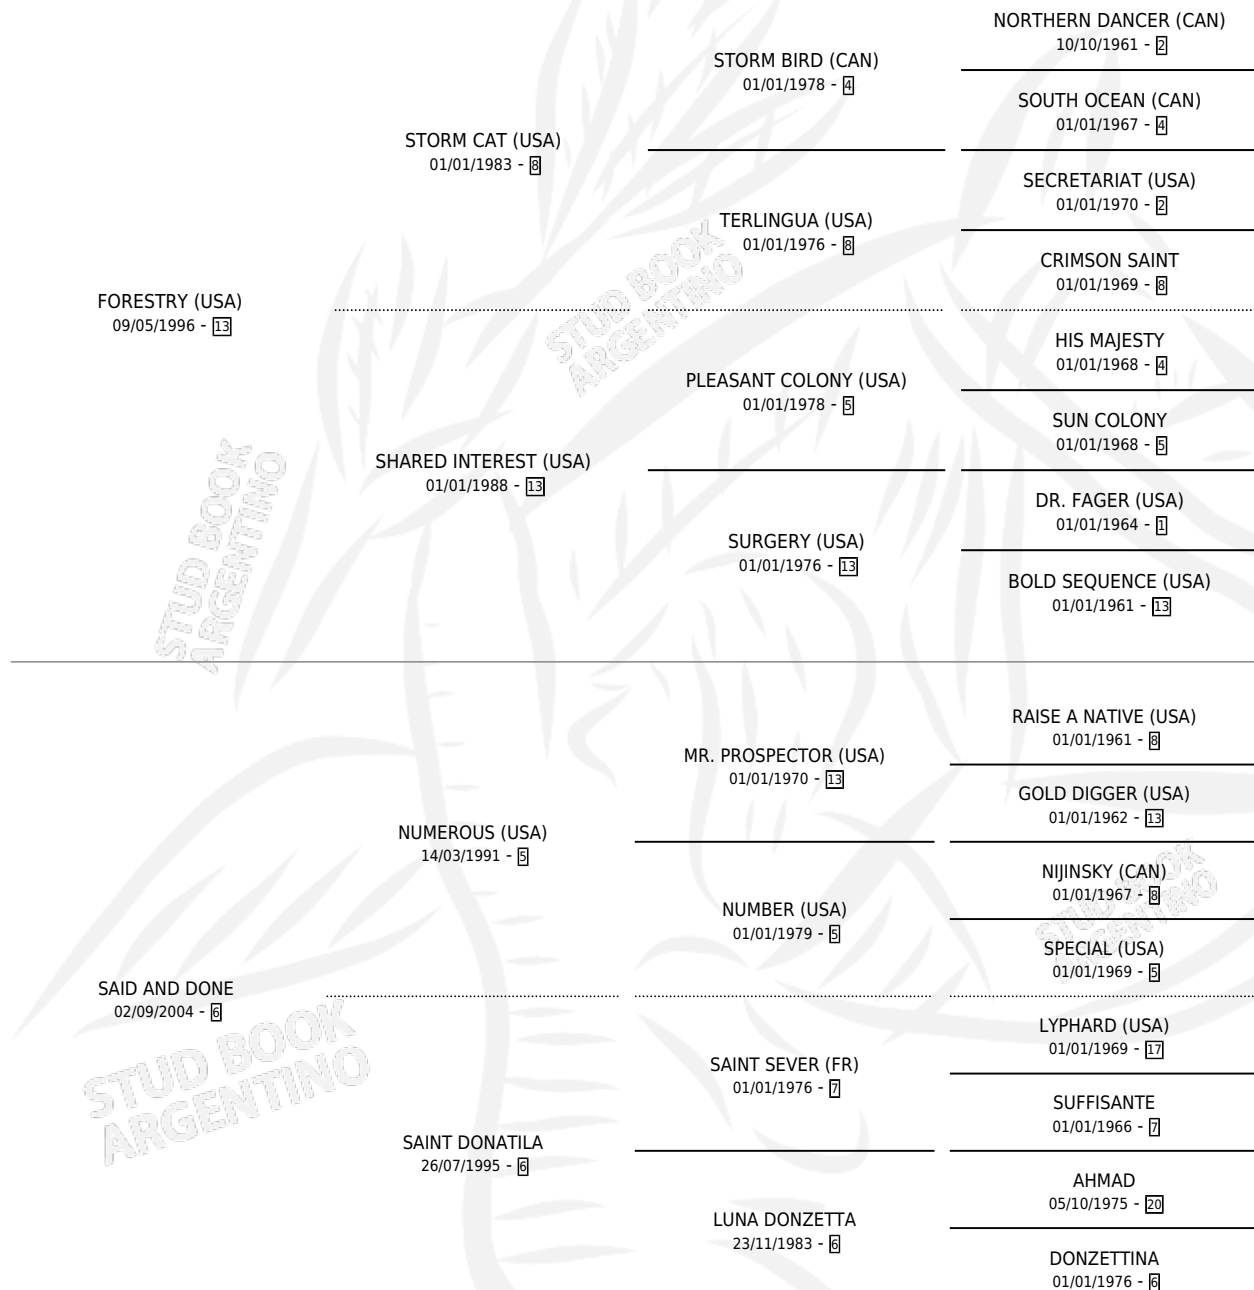 NORTHERN DANCER (CAN)
10/10/1961 - 2
STORM BIRD (CAN)
01/01/1978 - 4
SOUTH OCEAN (CAN)
01/01/1967 - 4
STORM CAT (USA)
01/01/1983 - 8
SECRETARIAT (USA)
01/01/1970 - 2
TERLINGUA (USA)
01/01/1976 - 8
CRIMSON SAINT
01/01/1969 - 8
FORESTRY (USA)
09/05/1996 - 13
HIS MAJESTY
01/01/1968 - 4
PLEASANT COLONY (USA)
01/01/1978 - 5
SUN COLONY
01/01/1968 - 5
SHARED INTEREST (USA)
01/01/1988 - 13
DR. FAGER (USA)
01/01/1964 - 1
SURGERY (USA)
01/01/1976 - 13
BOLD SEQUENCE (USA)
01/01/1961 - 13
RAISE A NATIVE (USA)
01/01/1961 - 8
MR. PROSPECTOR (USA)
01/01/1970 - 13
GOLD DIGGER (USA)
01/01/1962 - 13
NUMEROUS (USA)
14/03/1991 - 5
NIJINSKY (CAN)
01/01/1967 - 8
NUMBER (USA)
01/01/1979 - 5
SPECIAL (USA)
01/01/1969 - 5
SAID AND DONE
02/09/2004 - 6
LYPHARD (USA)
01/01/1969 - 17
SAINT SEVER (FR)
01/01/1976 - 7
SUFFISANTE
01/01/1966 - 7
SAINT DONATILA
26/07/1995 - 6
AHMAD
05/10/1975 - 20
LUNA DONZETTA
23/11/1983 - 6
DONZETTINA
01/01/1976 - 6
STUD BOOK
ARGENTINO
STUD BOOK
ARGENTINO
STUD BOOK
ARGENTINO
STUD BOOK
ARGENTINO